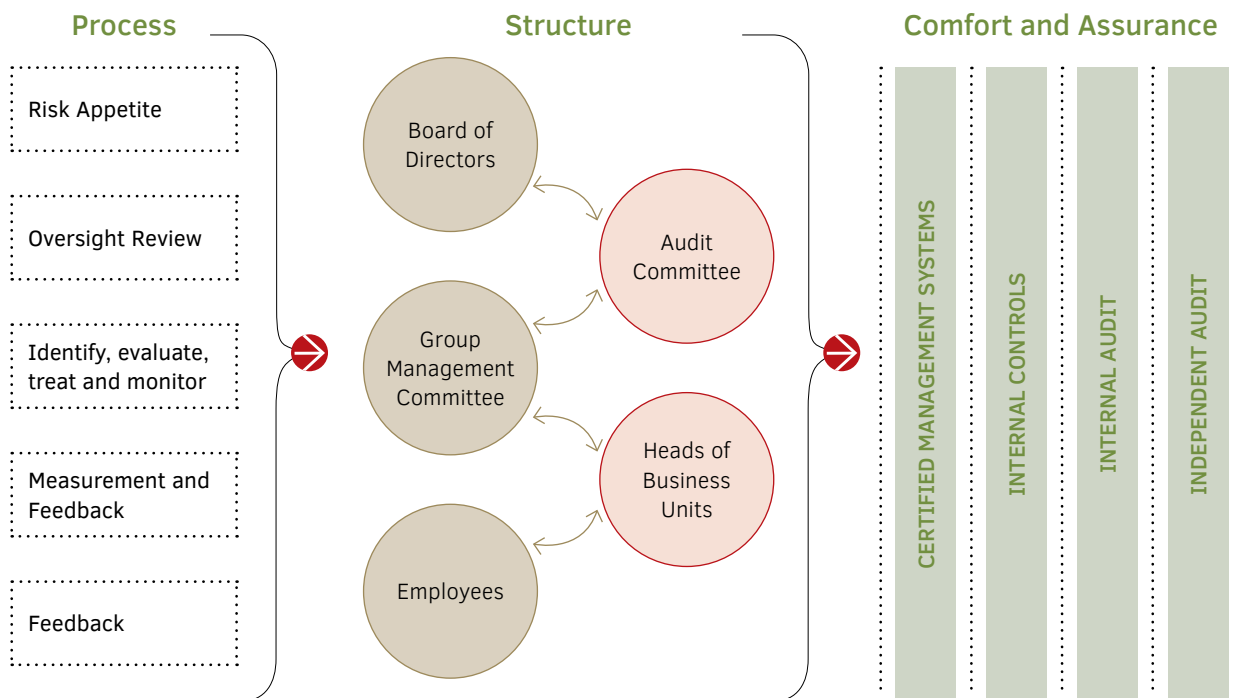 Process
Risk Appetite
Oversight Review
Identify, evaluate,
treat and monitor
Measurement and
Feedback
Feedback
Structure
Board of
Directors
Audit
Committee
Group
Management
Committee
Heads of
Business
Units
Employees
Comfort and Assurance
CERTIFIED MANAGEMENT SYSTEMS
INTERNAL CONTROLS
INTERNAL AUDIT
INDEPENDENT AUDIT